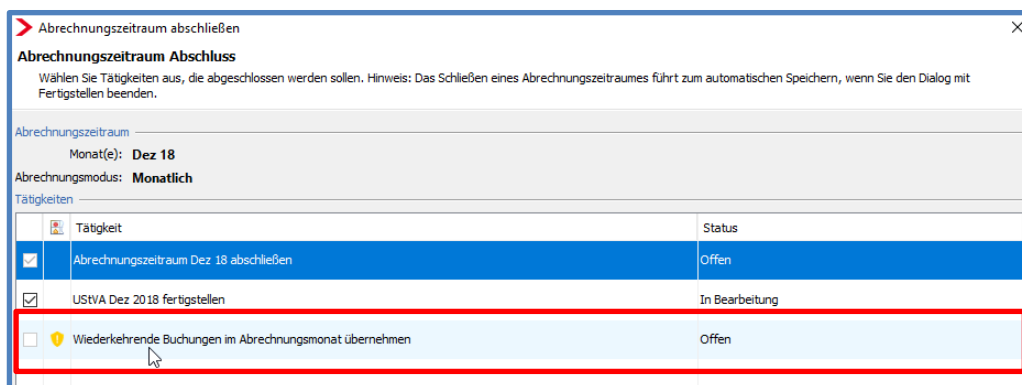 Abrechnungszeitraum abschließen
Abrechnungszeitraum Abschluss
Wählen Sie Tätigkeiten aus, die abgeschlossen werden sollen. Hinweis: Das Schließen eines Abrechnungszeitraumes führt zum automatischen Speichern, wenn Sie den Dialog mit
Fertigstellen beenden.
Abrechnungszeitraum
Monat(e): Dez 18
Abrechnungsmodus: Monatlich
Tätigkeiten
Tätigkeit Status
Abrechnungszeitraum Dez 18 abschließen Offen
UStVA Dez 2018 fertigstellen In Bearbeitung
Wiederkehrende Buchungen im Abrechnungsmonat übernehmen Offen